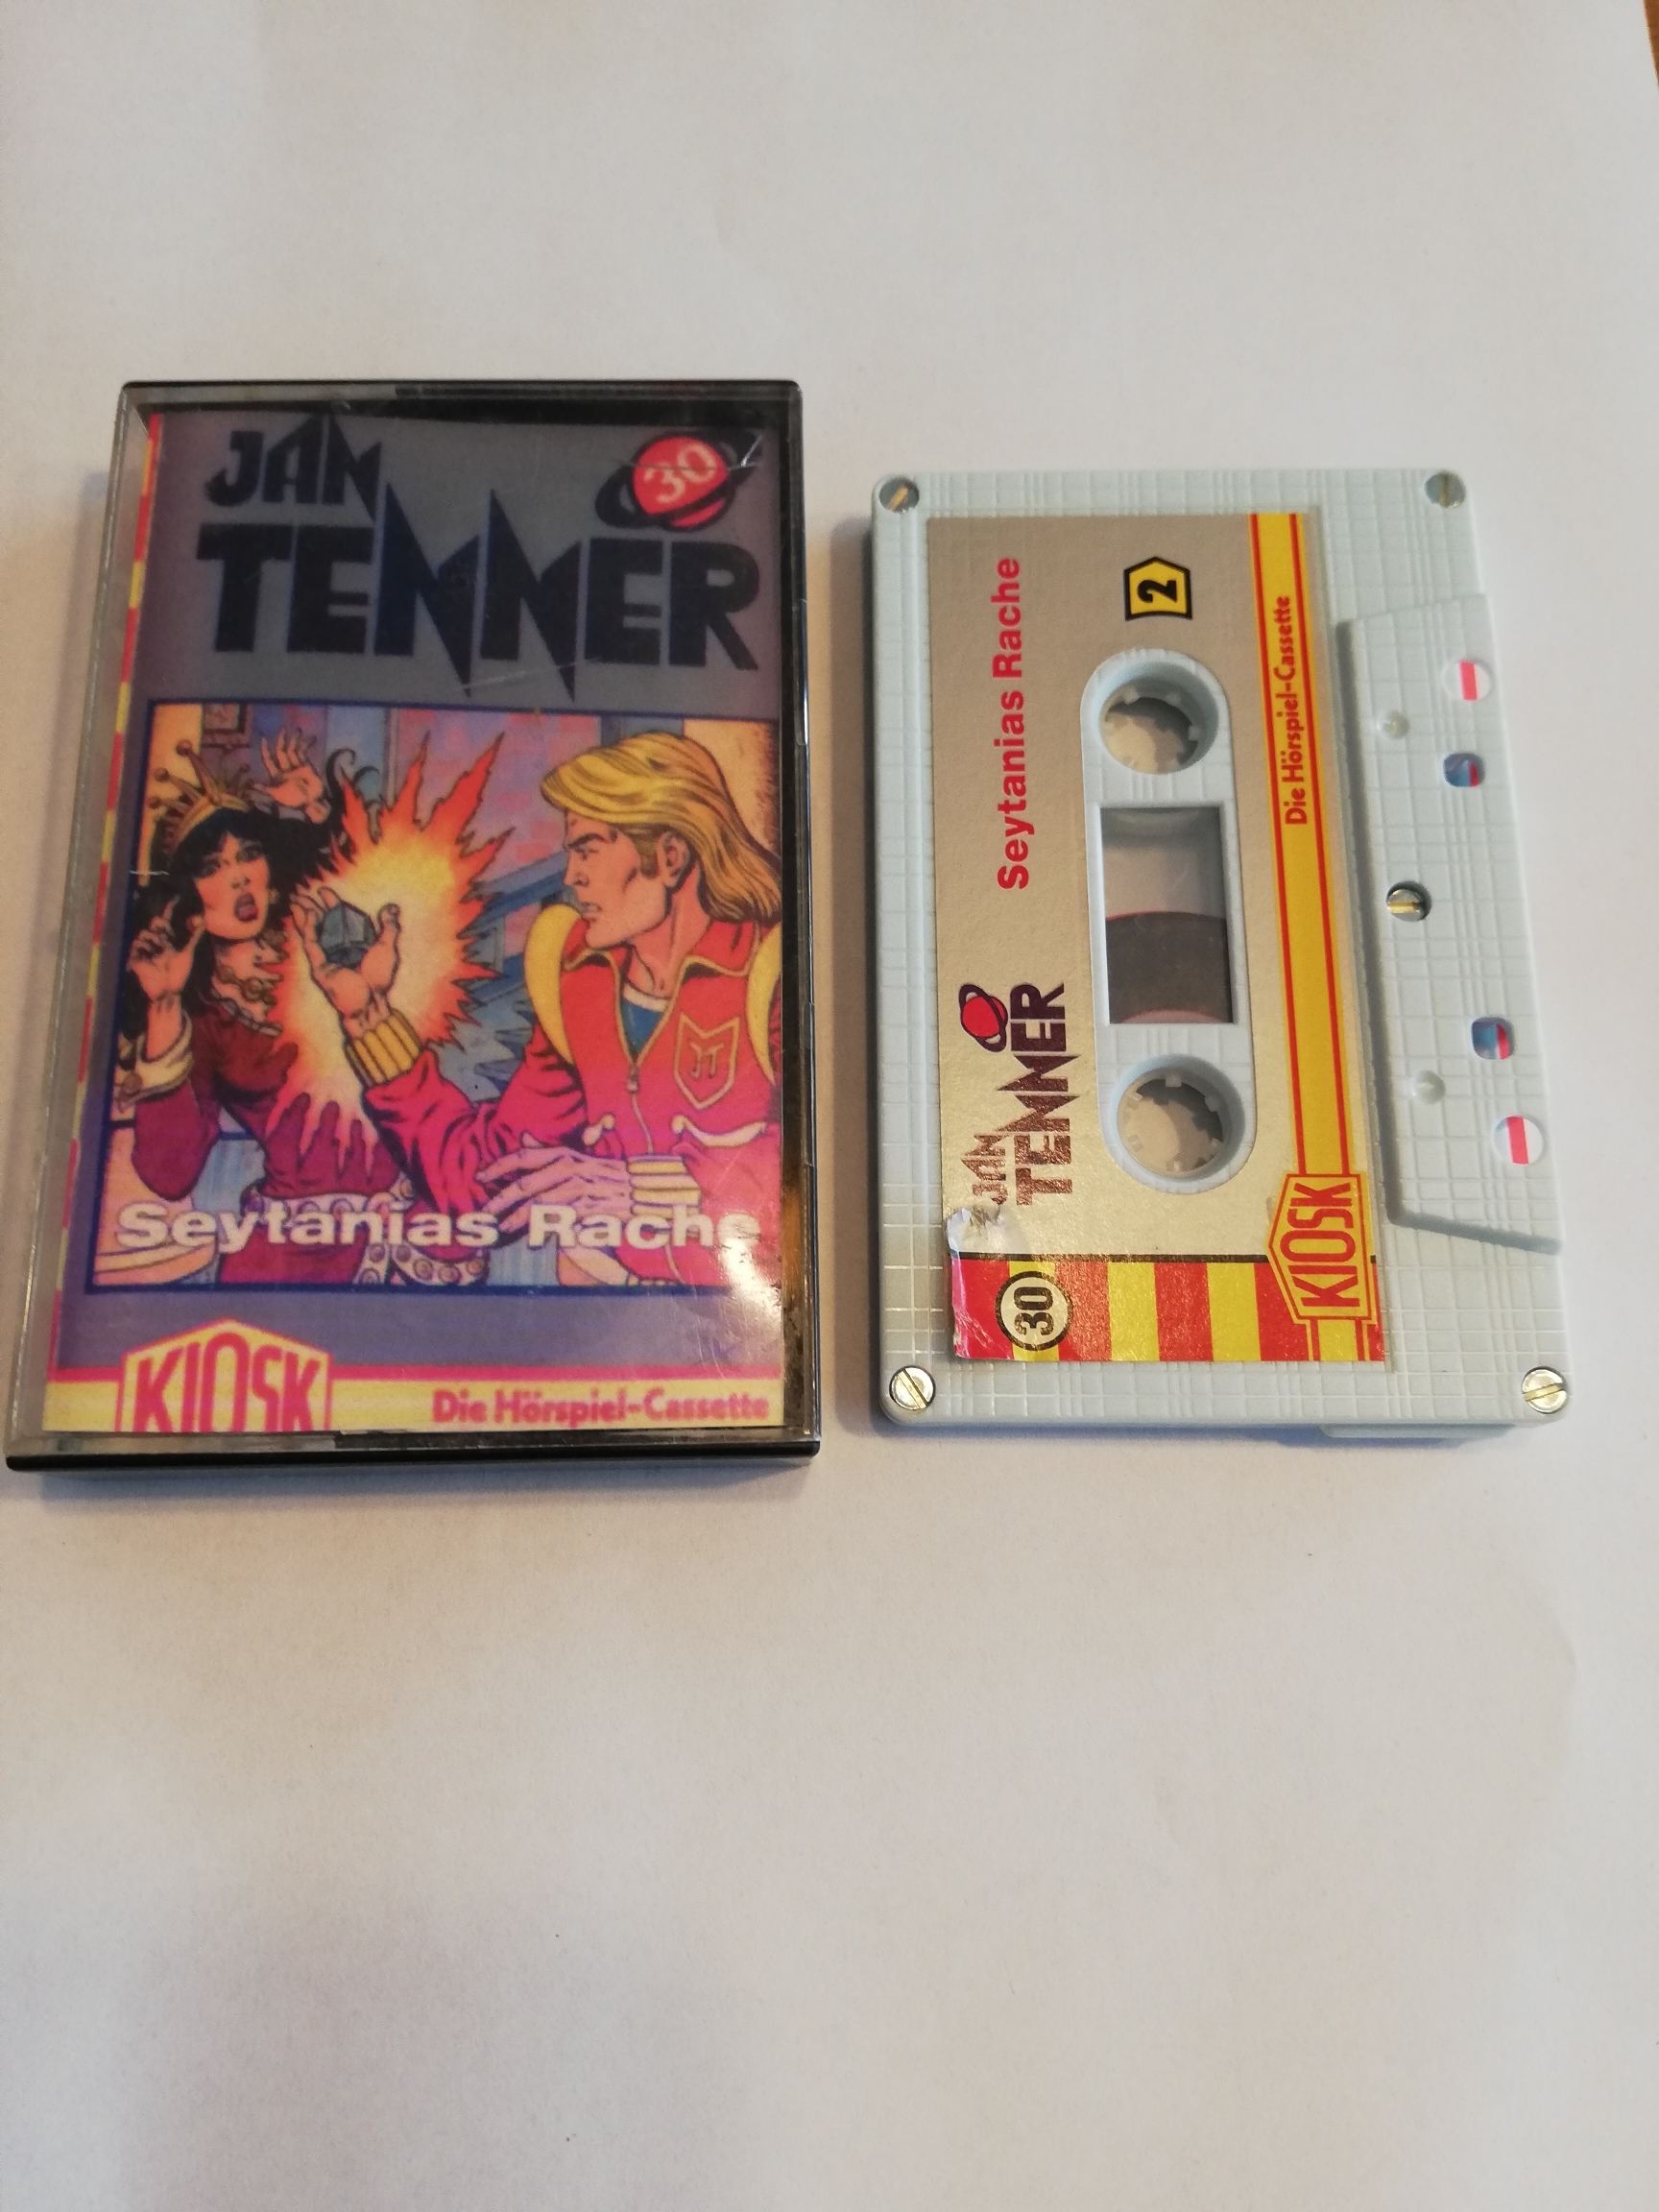 JAN
30
TENNER
Seytanias Rache
KIOSK
Die Hörspiel-Cassette
JT
Seytanias Rache
2
JAN
TENNER
30
Die Hörspiel-Cassette
KIOSK